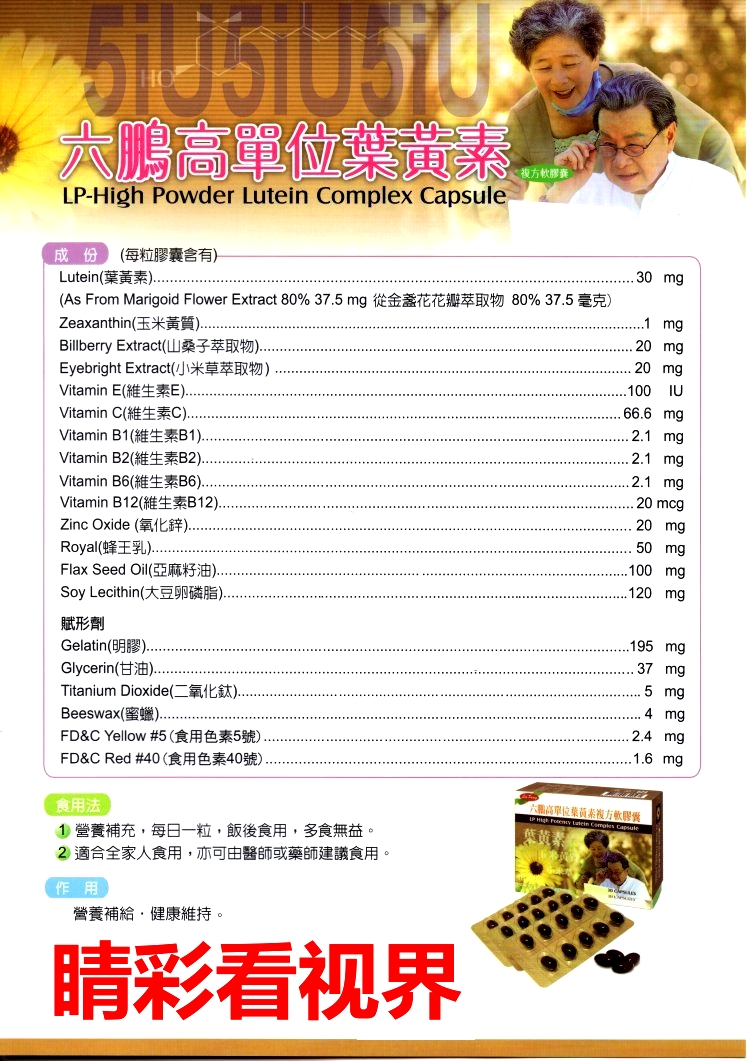 5iU5iU5iU
HO
六鵬高單位葉黃素
複方軟膠囊
LP-High Powder Lutein Complex Capsule
成 份 (每粒膠囊含有)
Lutein(葉黃素)........30 mg
(As From Marigoid Flower Extract 80% 37.5 mg 從金盞花花瓣萃取物 80% 37.5 毫克)
Zeaxanthin(玉米黃質)........1 mg
Billberry Extract(山桑子萃取物)........20 mg
Eyebright Extract(小米草萃取物)........20 mg
Vitamin E(維生素E)........100 IU
Vitamin C(維生素C)........66.6 mg
Vitamin B1(維生素B1)........2.1 mg
Vitamin B2(維生素B2)........2.1 mg
Vitamin B6(維生素B6)........2.1 mg
Vitamin B12(維生素B12)........20 mcg
Zinc Oxide (氧化鋅)........20 mg
Royal(蜂王乳)........50 mg
Flax Seed Oil(亞麻籽油)........100 mg
Soy Lecithin(大豆卵磷脂)........120 mg
賦形劑
Gelatin(明膠)........195 mg
Glycerin(甘油)........37 mg
Titanium Dioxide(二氧化鈦)........5 mg
Beeswax(蜜蠟)........4 mg
FD&C Yellow #5(食用色素5號)........2.4 mg
FD&C Red #40(食用色素40號)........1.6 mg
食用法
1 營養補充，每日一粒，飯後食用，多食無益。
2 適合全家人食用，亦可由醫師或藥師建議食用。
作 用
營養補給．健康維持。
六鵬高單位葉黃素複方軟膠囊
LP High Potency Lutein Complex Capsule
葉黃素
30 CAPSULES
睛彩看视界